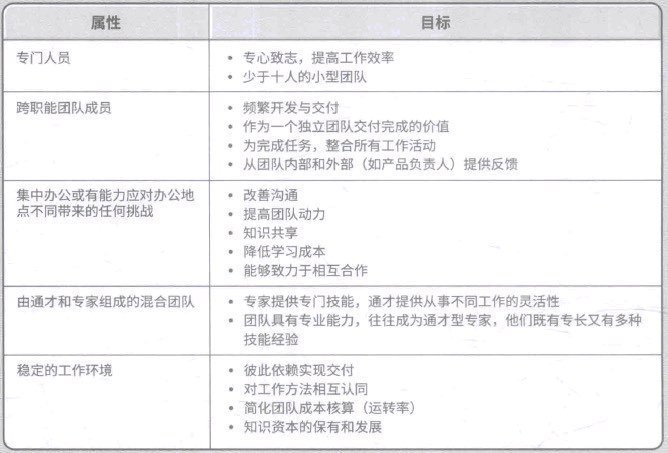 属性
目标
专门人员
• 专心致志，提高工作效率
• 少于十人的小型团队
跨职能团队成员
• 频繁开发与交付
• 作为一个独立团队交付完成的价值
• 为完成任务，整合所有工作活动
• 从团队内部和外部（如产品负责人）提供反馈
集中办公或有能力应对办公地
点不同带来的任何挑战
• 改善沟通
• 提高团队动力
• 知识共享
• 降低学习成本
• 能够致力于相互合作
由通才和专家组成的混合团队
• 专家提供专门技能，通才提供从事不同工作的灵活性
• 团队具有专业能力，往往成为通才型专家，他们既有专长又有多种
技能经验
稳定的工作环境
• 彼此依赖实现交付
• 对工作方法相互认同
• 简化团队成本核算（运转率）
• 知识资本的保有和发展